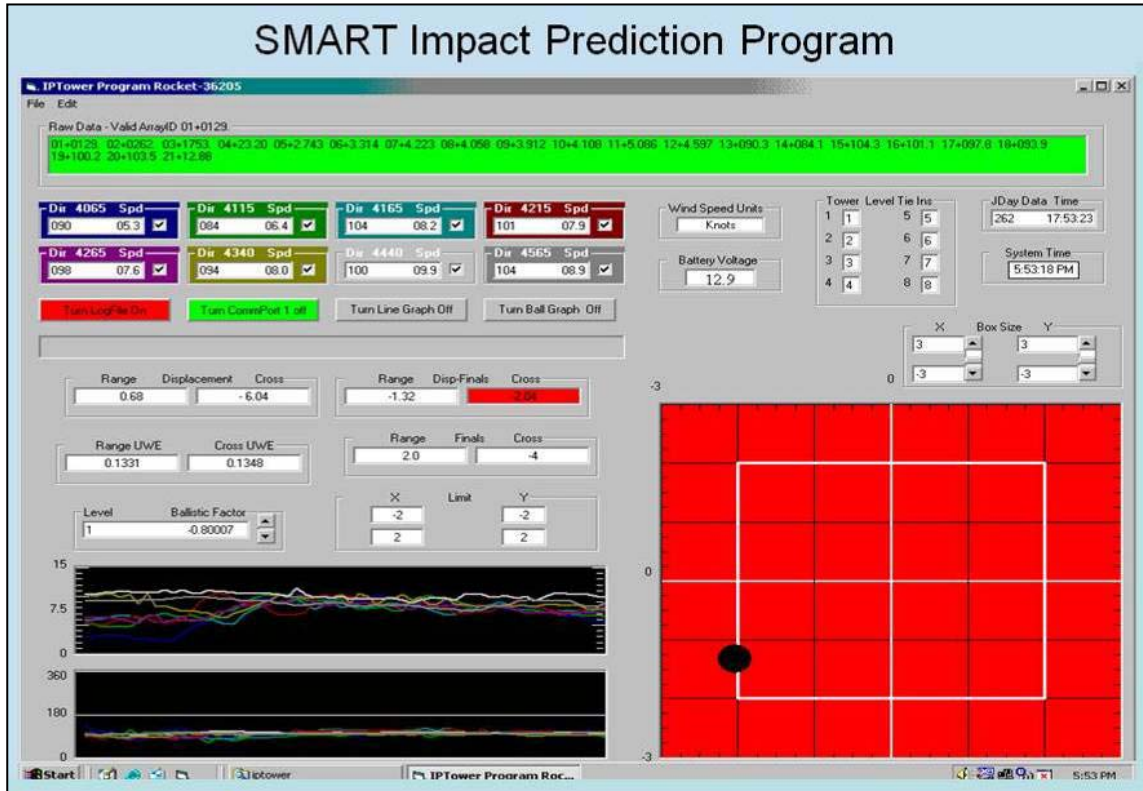 SMART Impact Prediction Program
IPTower Program Rocket-36205
File Edit
Raw Data - Valid ArrayID 01+0129.
01+0129. 02+0262. 03+1753. 04+23.20 05+2.743 06+3.314 07+4.223 08+4.058 09+3.912 10+4.108 11+5.086 12+4.597 13+090.3 14+084.1 15+104.3 16+101.1 17+097.8 18+093.9
19+100.2 20+103.5 21+12.88
Dir 4065 Spd Dir 4115 Spd Dir 4165 Spd Dir 4215 Spd
090 05.3 084 06.4 104 08.2 101 07.9
Dir 4265 Spd Dir 4340 Spd Dir 4440 Spd Dir 4565 Spd
098 07.6 094 08.0 100 09.9 104 08.9
Wind Speed Units
Knots
Battery Voltage
12.9
Tower Level Tie Ins
1 1 5 5
2 2 6 6
3 3 7 7
4 4 8 8
JDay Data Time
262 17:53:23
System Time
5:53:18 PM
Turn LogFile On Turn CommPort 1 off Turn Line Graph Off Turn Ball Graph Off
X Box Size Y
3 3
-3 -3
Range Displacement Cross
0.68 -6.04
Range Disp-Finals Cross
-1.32 -2.04
Range UWE Cross UWE
0.1331 0.1348
Range Finals Cross
2.0 -4
Level Ballistic Factor
1 -0.80007
X Limit Y
-2 -2
2 2
15
7.5
0
360
180
0
-3 0
0
-3
Start iptower IPTower Program Roc... 5:53 PM